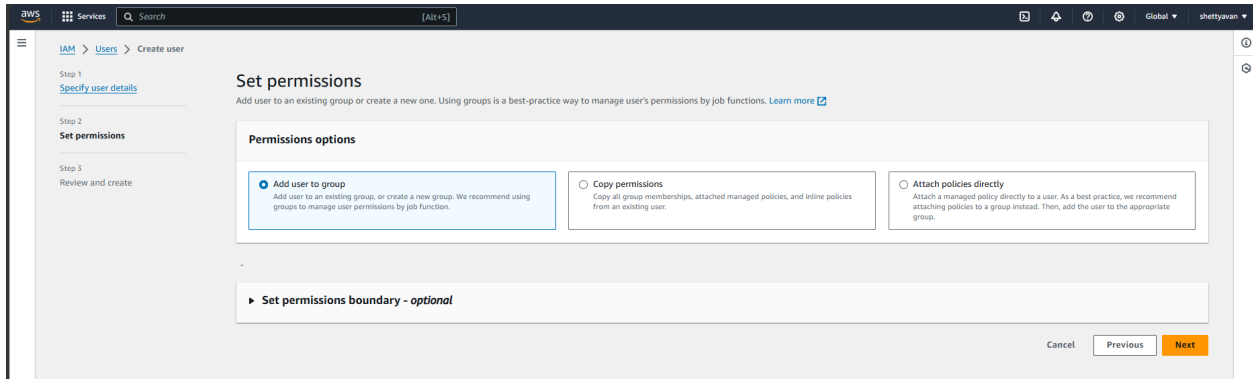 aws
Services
Search
[Alt+S]
Global
shettyavan
IAM > Users > Create user
Step 1
Specify user details
Step 2
Set permissions
Step 3
Review and create
Set permissions
Add user to an existing group or create a new one. Using groups is a best-practice way to manage user's permissions by job functions. Learn more
Permissions options
Add user to group
Add user to an existing group, or create a new group. We recommend using
groups to manage user permissions by job function.
Copy permissions
Copy all group memberships, attached managed policies, and inline policies
from an existing user.
Attach policies directly
Attach a managed policy directly to a user. As a best practice, we recommend
attaching policies to a group instead. Then, add the user to the appropriate
group.
-
Set permissions boundary - optional
Cancel
Previous
Next